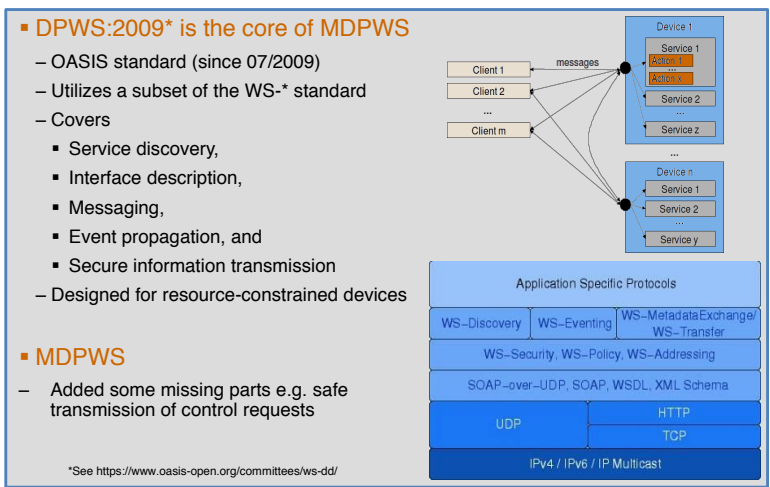 ▪ DPWS:2009* is the core of MDPWS
– OASIS standard (since 07/2009)
– Utilizes a subset of the WS-* standard
– Covers
▪ Service discovery,
▪ Interface description,
▪ Messaging,
▪ Event propagation, and
▪ Secure information transmission
– Designed for resource-constrained devices
▪ MDPWS
– Added some missing parts e.g. safe
transmission of control requests
*See https://www.oasis-open.org/committees/ws-dd/
Client 1
Client 2
...
Client m
messages
Device 1
Service 1
Action 1
...
Action x
Service 2
...
Service z
...
Device n
Service 1
Service 2
...
Service y
Application Specific Protocols
WS–Discovery
WS–Eventing
WS–MetadataExchange/
WS–Transfer
WS–Security, WS–Policy, WS–Addressing
SOAP–over–UDP, SOAP, WSDL, XML Schema
UDP
HTTP
TCP
IPv4 / IPv6 / IP Multicast